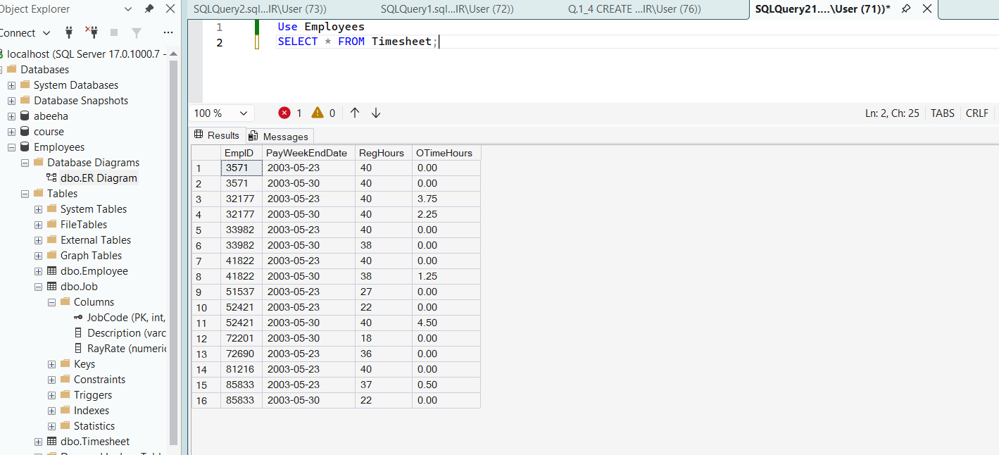 Object Explorer
Connect
localhost (SQL Server 17.0.1000.7 -
Databases
System Databases
Database Snapshots
abeeha
course
Employees
Database Diagrams
dbo.ER Diagram
Tables
System Tables
FileTables
External Tables
Graph Tables
dbo.Employee
dbo.Job
Columns
JobCode (PK, int,
Description (varc
RayRate (numeric
Keys
Constraints
Triggers
Indexes
Statistics
dbo.Timesheet
SQLQuery2.sql...IR\User (73)) SQLQuery1.sql...IR\User (72)) Q.1_4 CREATE ...IR\User (76)) SQLQuery21....\User (71))*
1 Use Employees
2 SELECT * FROM Timesheet;
100 % 1 0 Ln: 2, Ch: 25 TABS CRLF
Results Messages
EmpID PayWeekEndDate RegHours OTimeHours
1 3571 2003-05-23 40 0.00
2 3571 2003-05-30 40 0.00
3 32177 2003-05-23 40 3.75
4 32177 2003-05-30 40 2.25
5 33982 2003-05-23 40 0.00
6 33982 2003-05-30 38 0.00
7 41822 2003-05-23 40 0.00
8 41822 2003-05-30 38 1.25
9 51537 2003-05-23 27 0.00
10 52421 2003-05-23 22 0.00
11 52421 2003-05-30 40 4.50
12 72201 2003-05-30 18 0.00
13 72690 2003-05-23 36 0.00
14 81216 2003-05-23 40 0.00
15 85833 2003-05-23 37 0.50
16 85833 2003-05-30 22 0.00